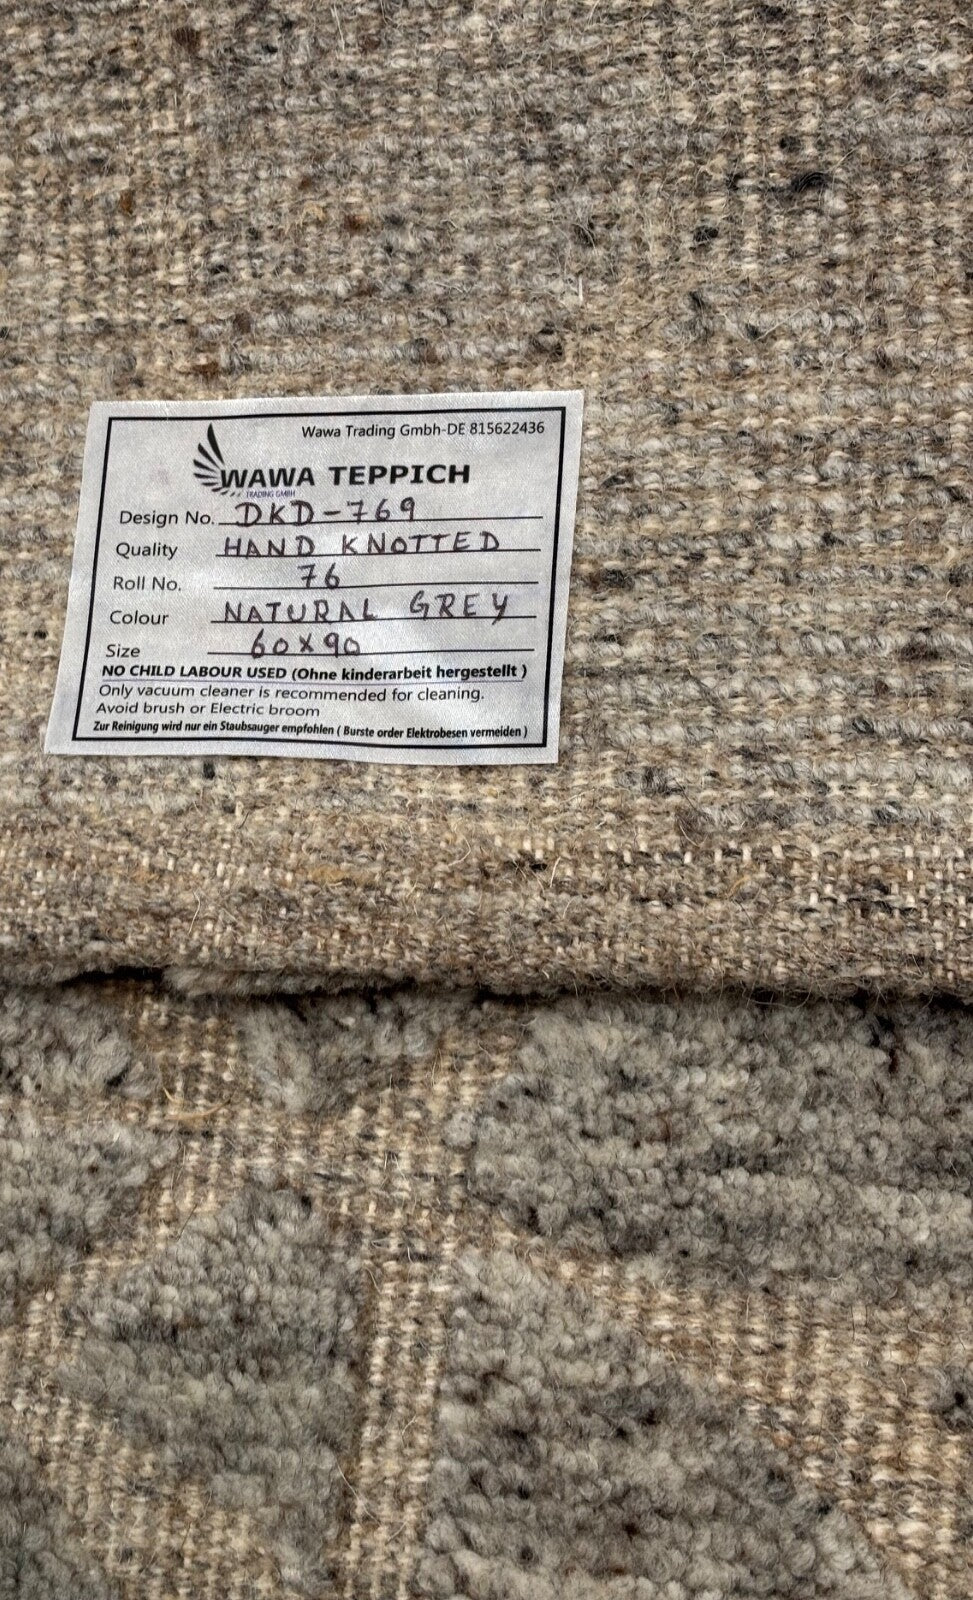 Wawa Trading Gmbh-DE 815622436
WAWA TEPPICH
TRADING GMBH
Design No. DKD-769
Quality HAND KNOTTED
Roll No. 76
Colour NATURAL GREY
Size 60x90
NO CHILD LABOUR USED (Ohne kinderarbeit hergestellt )
Only vacuum cleaner is recommended for cleaning.
Avoid brush or Electric broom
Zur Reinigung wird nur ein Staubsauger empfohlen ( Burste order Elektrobesen vermeiden )